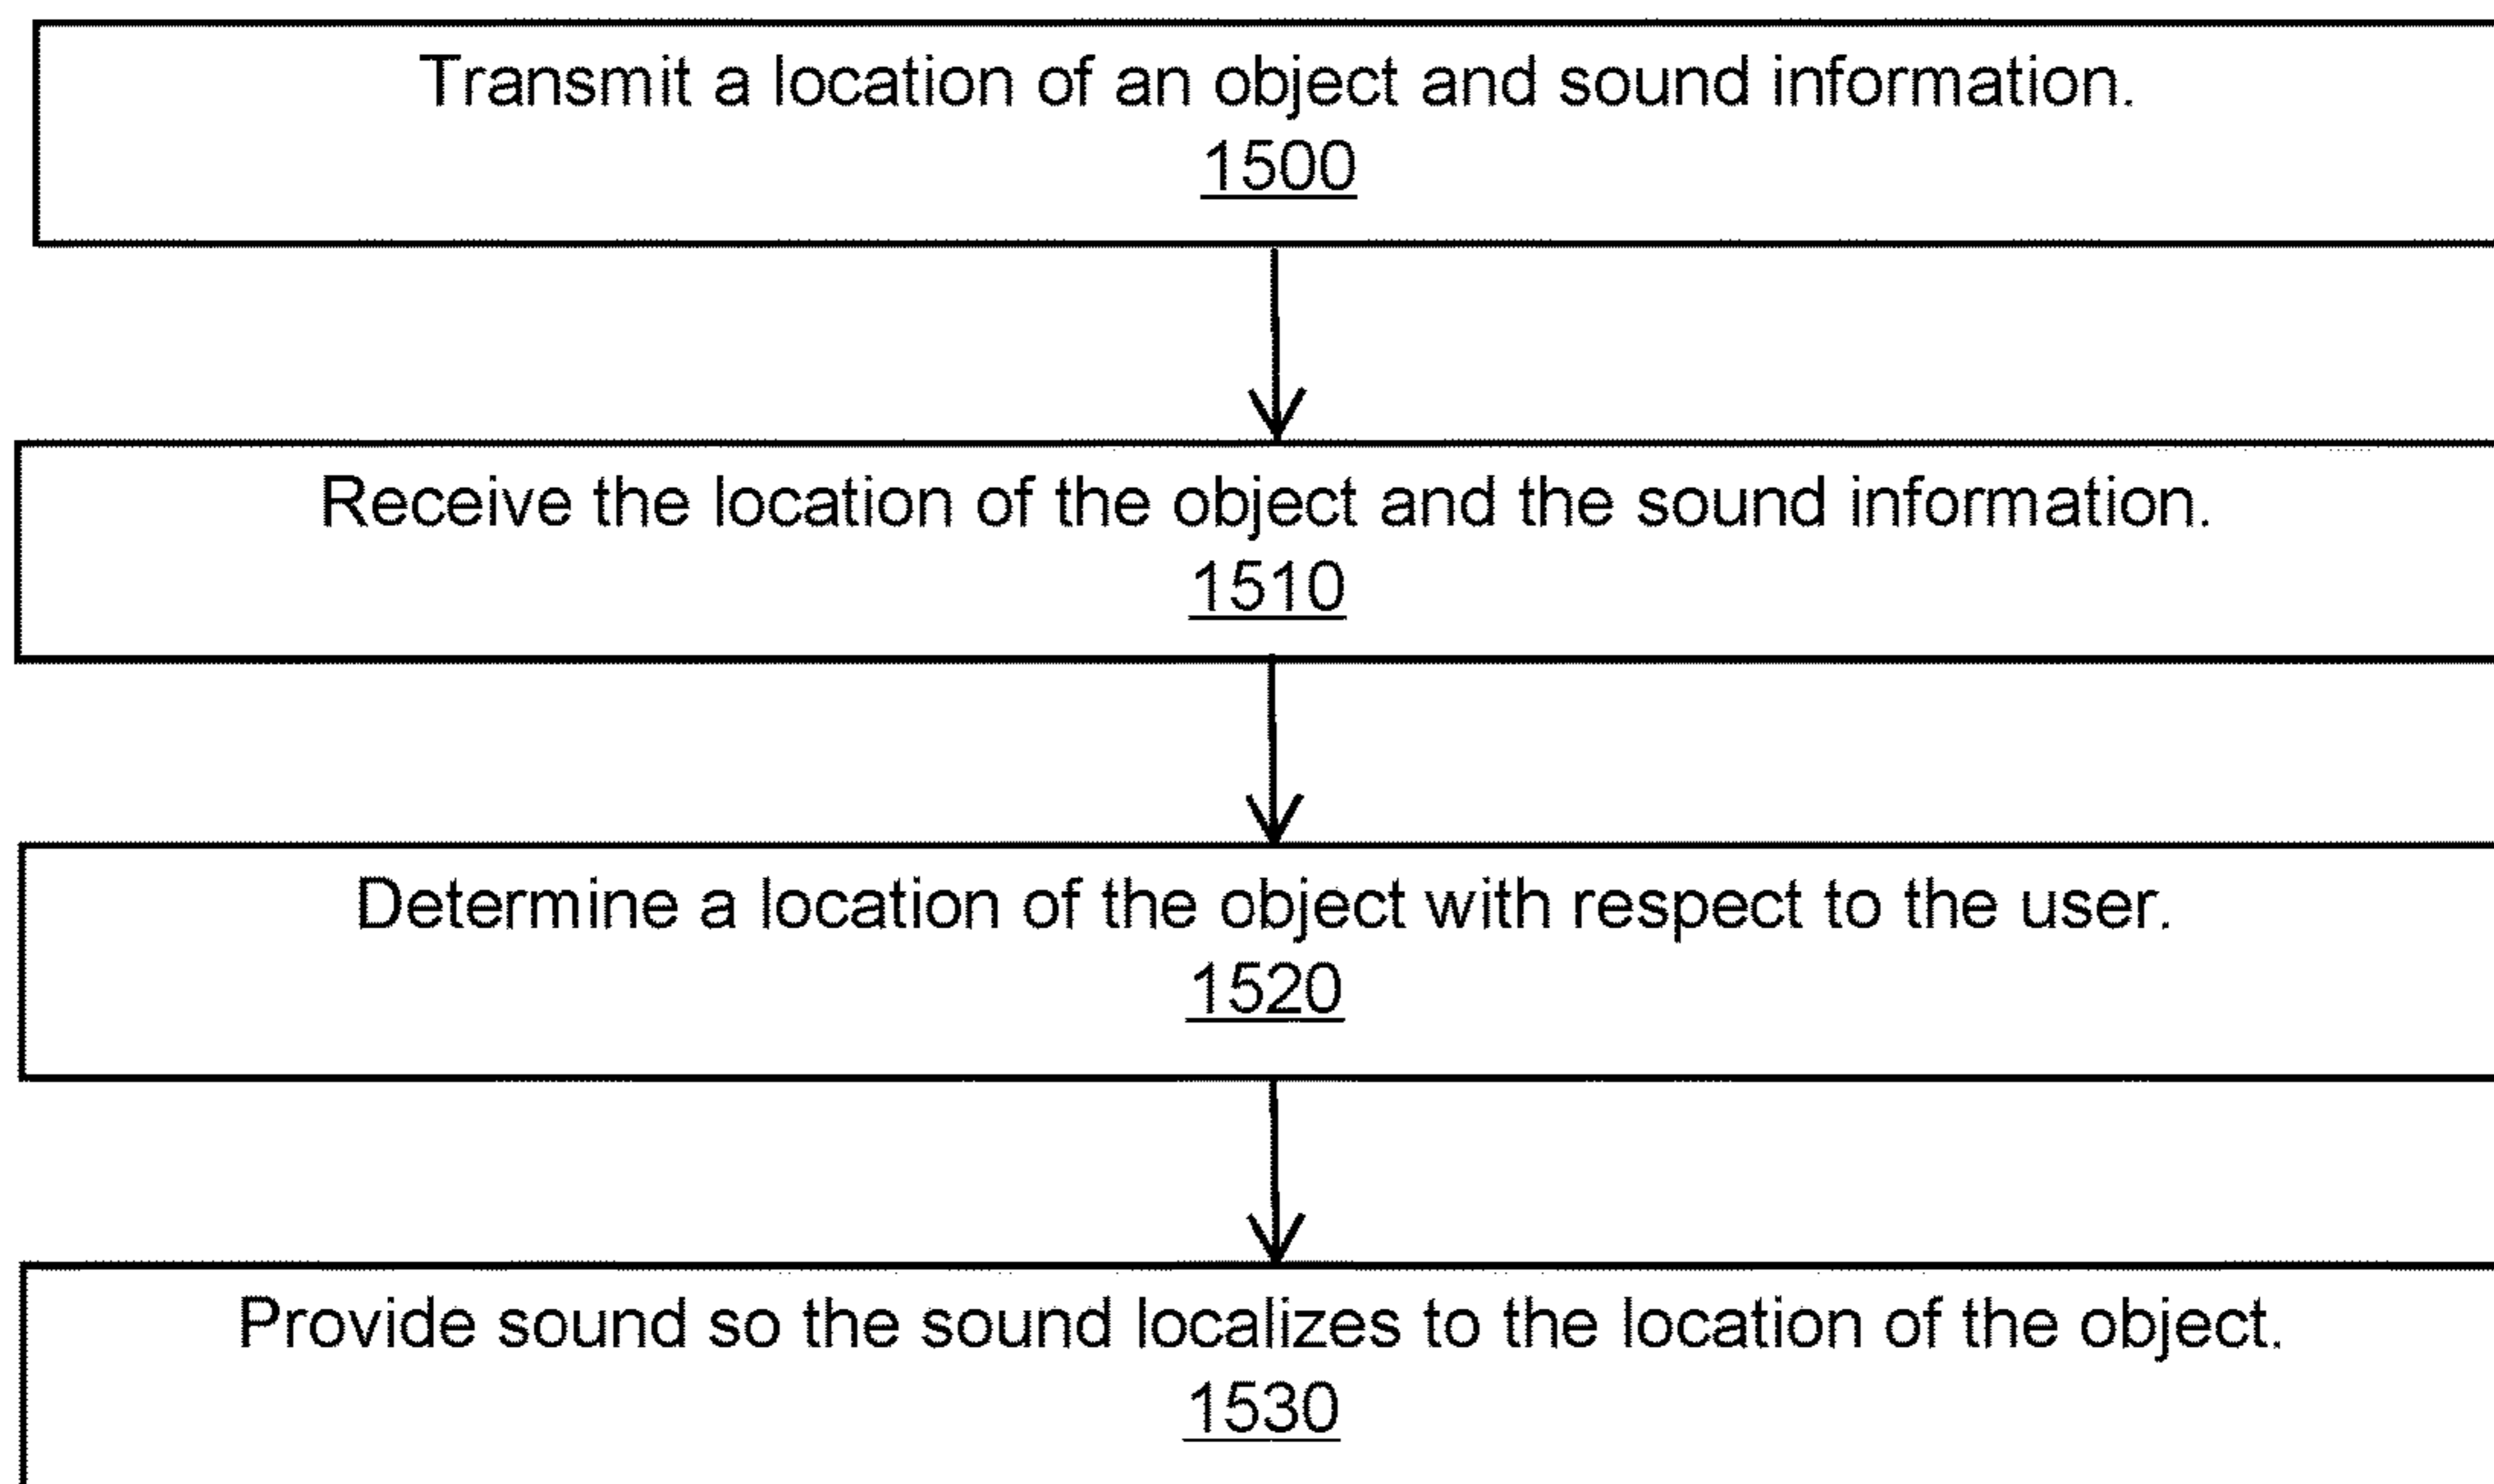 Transmit a location of an object and sound information.
1500
Receive the location of the object and the sound information.
1510
Determine a location of the object with respect to the user.
1520
Provide sound so the sound localizes to the location of the object.
1530